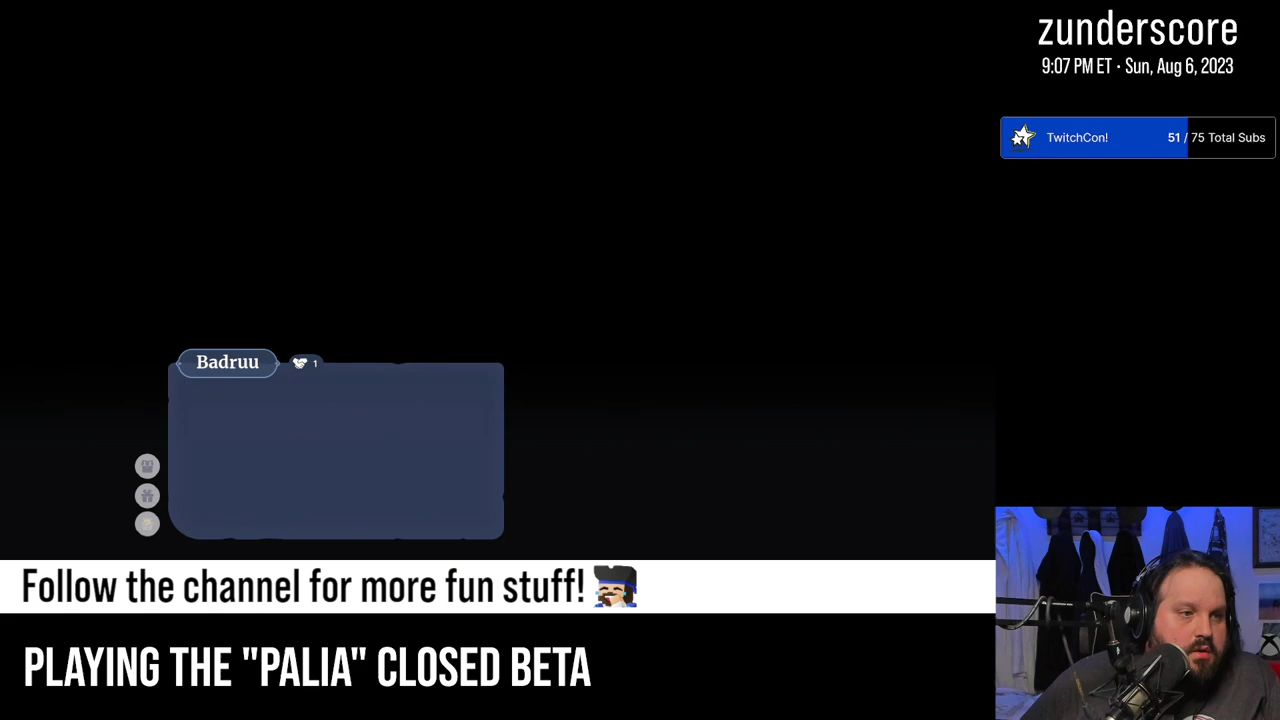 zunderscore
9:07 PM ET · Sun, Aug 6, 2023
TwitchCon!
51 / 75 Total Subs
Badruu
1
Follow the channel for more fun stuff!
PLAYING THE "PALIA" CLOSED BETA